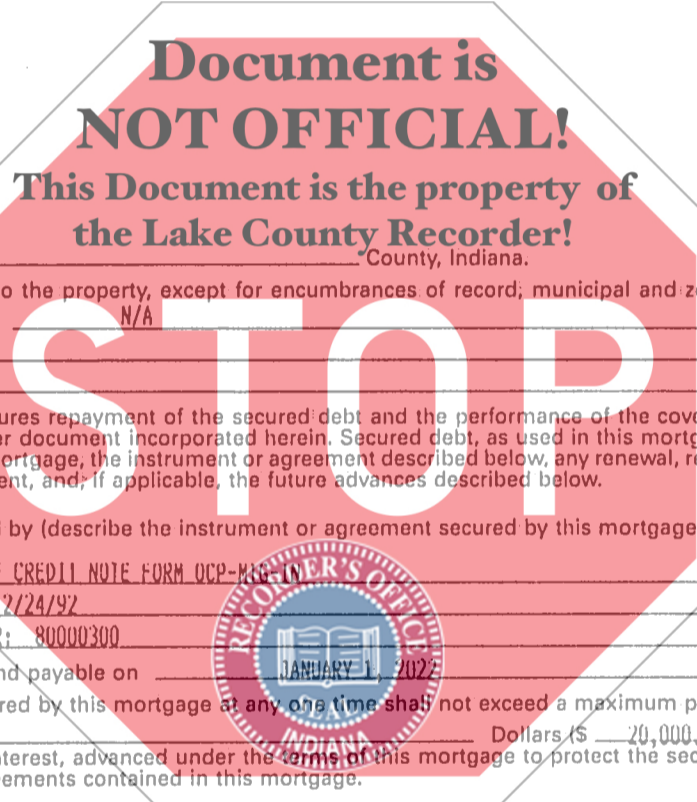 Document is
NOT OFFICIAL!
This Document is the property of
the Lake County Recorder!
County, Indiana.
o the property, except for encumbrances of record, municipal and z
N/A
STOP
ures repayment of the secured debt and the performance of the cov
er document incorporated herein. Secured debt, as used in this mortg
ortgage, the instrument or agreement described below, any renewal, r
ent, and, if applicable, the future advances described below.
by (describe the instrument or agreement secured by this mortgage
CREDIT NOTE FORM OCP-MTG-IN
2/24/92
: 80000300
nd payable on JANUARY 1, 2022
red by this mortgage at any one time shall not exceed a maximum p
Dollars ($ 20,000.
nterest, advanced under the terms of this mortgage to protect the sec
ements contained in this mortgage.
RECORDER'S OFFICE
SEAL
INDIANA